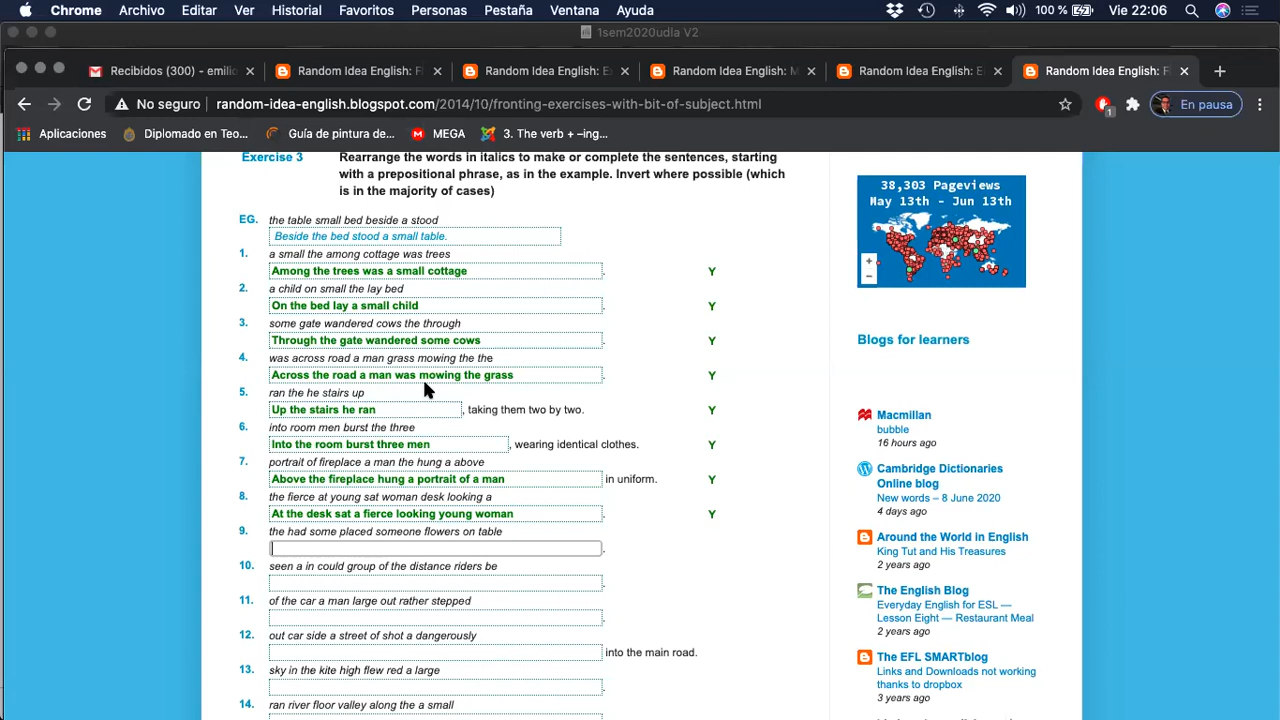 Chrome Archivo Editar Ver Historial Favoritos Personas Pestaña Ventana Ayuda 100 % Vie 22:06
1sem2020udla V2
Recibidos (300) - emilio Random Idea English: Fi Random Idea English: Ex Random Idea English: M Random Idea English: E Random Idea English: Fi
No seguro random-idea-english.blogspot.com/2014/10/fronting-exercises-with-bit-of-subject.html 1 En pausa
Aplicaciones Diplomado en Teo... Guía de pintura de... MEGA 3. The verb + –ing...
Exercise 3 Rearrange the words in italics to make or complete the sentences, starting
with a prepositional phrase, as in the example. Invert where possible (which
is in the majority of cases)
EG. the table small bed beside a stood
Beside the bed stood a small table.
1. a small the among cottage was trees
Among the trees was a small cottage . Y
2. a child on small the lay bed
On the bed lay a small child . Y
3. some gate wandered cows the through
Through the gate wandered some cows . Y
4. was across road a man grass mowing the the
Across the road a man was mowing the grass . Y
5. ran the he stairs up
Up the stairs he ran , taking them two by two. Y
6. into room men burst the three
Into the room burst three men , wearing identical clothes. Y
7. portrait of fireplace a man the hung a above
Above the fireplace hung a portrait of a man in uniform. Y
8. the fierce at young sat woman desk looking a
At the desk sat a fierce looking young woman . Y
9. the had some placed someone flowers on table
.
10. seen a in could group of the distance riders be
.
11. of the car a man large out rather stepped
.
12. out car side a street of shot a dangerously
into the main road.
13. sky in the kite high flew red a large
.
14. ran river floor valley along the a small
38,303 Pageviews
May 13th - Jun 13th
+
−
Blogs for learners
Macmillan
bubble
16 hours ago
Cambridge Dictionaries
Online blog
New words – 8 June 2020
4 days ago
Around the World in English
King Tut and His Treasures
2 years ago
The English Blog
Everyday English for ESL —
Lesson Eight — Restaurant Meal
2 years ago
The EFL SMARTblog
Links and Downloads not working
thanks to dropbox
3 years ago